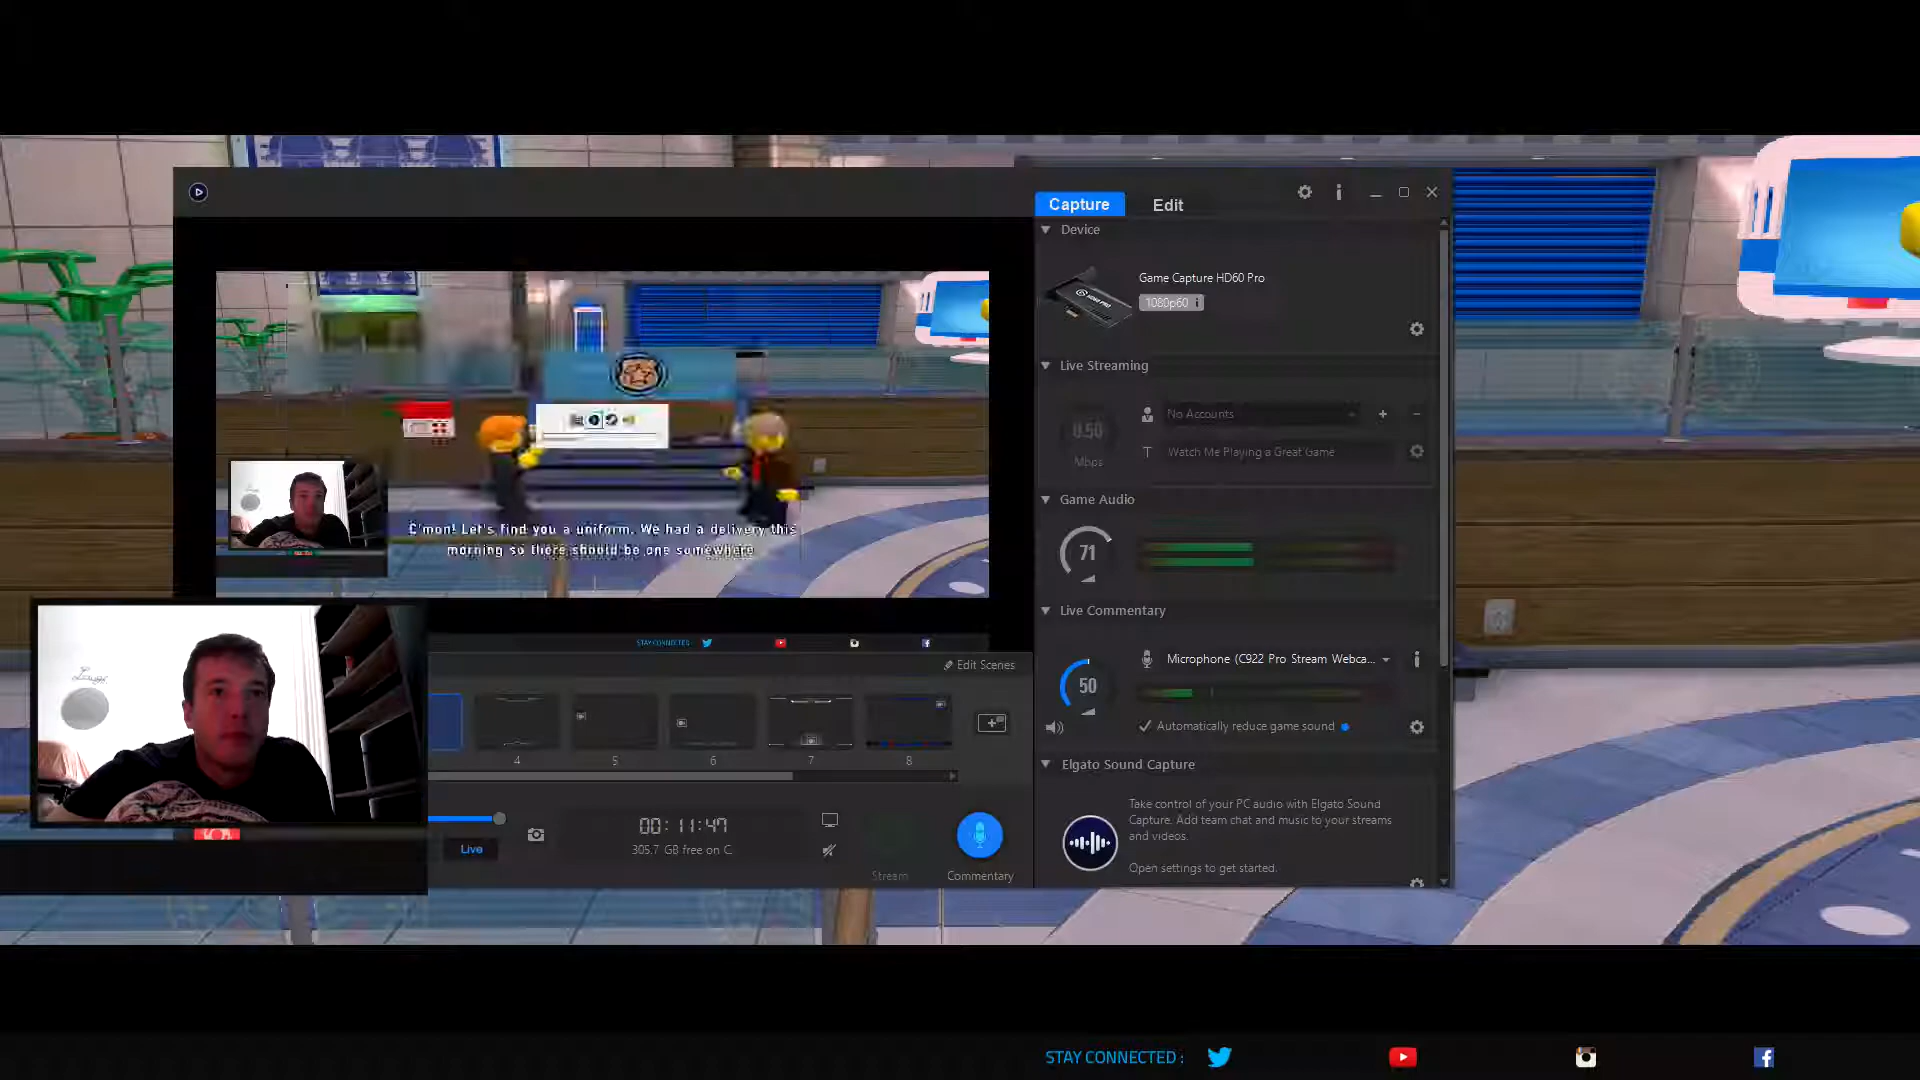 Capture
Edit
Device
Game Capture HD60 Pro
1080p60 i
Live Streaming
0.50
Mbps
No Accounts
T
Watch Me Playing a Great Game
Game Audio
71
C'mon! Let's find you a uniform. We had a delivery this
morning so there should be one somewhere
Live Commentary
Microphone (C922 Pro Stream Webca...
50
Automatically reduce game sound
STAY CONNECTED
Edit Scenes
4
5
6
7
8
Elgato Sound Capture
Take control of your PC audio with Elgato Sound
Capture. Add team chat and music to your streams
and videos.
Open settings to get started.
00:11:47
305.7 GB free on C
Live
Stream
Commentary
STAY CONNECTED :